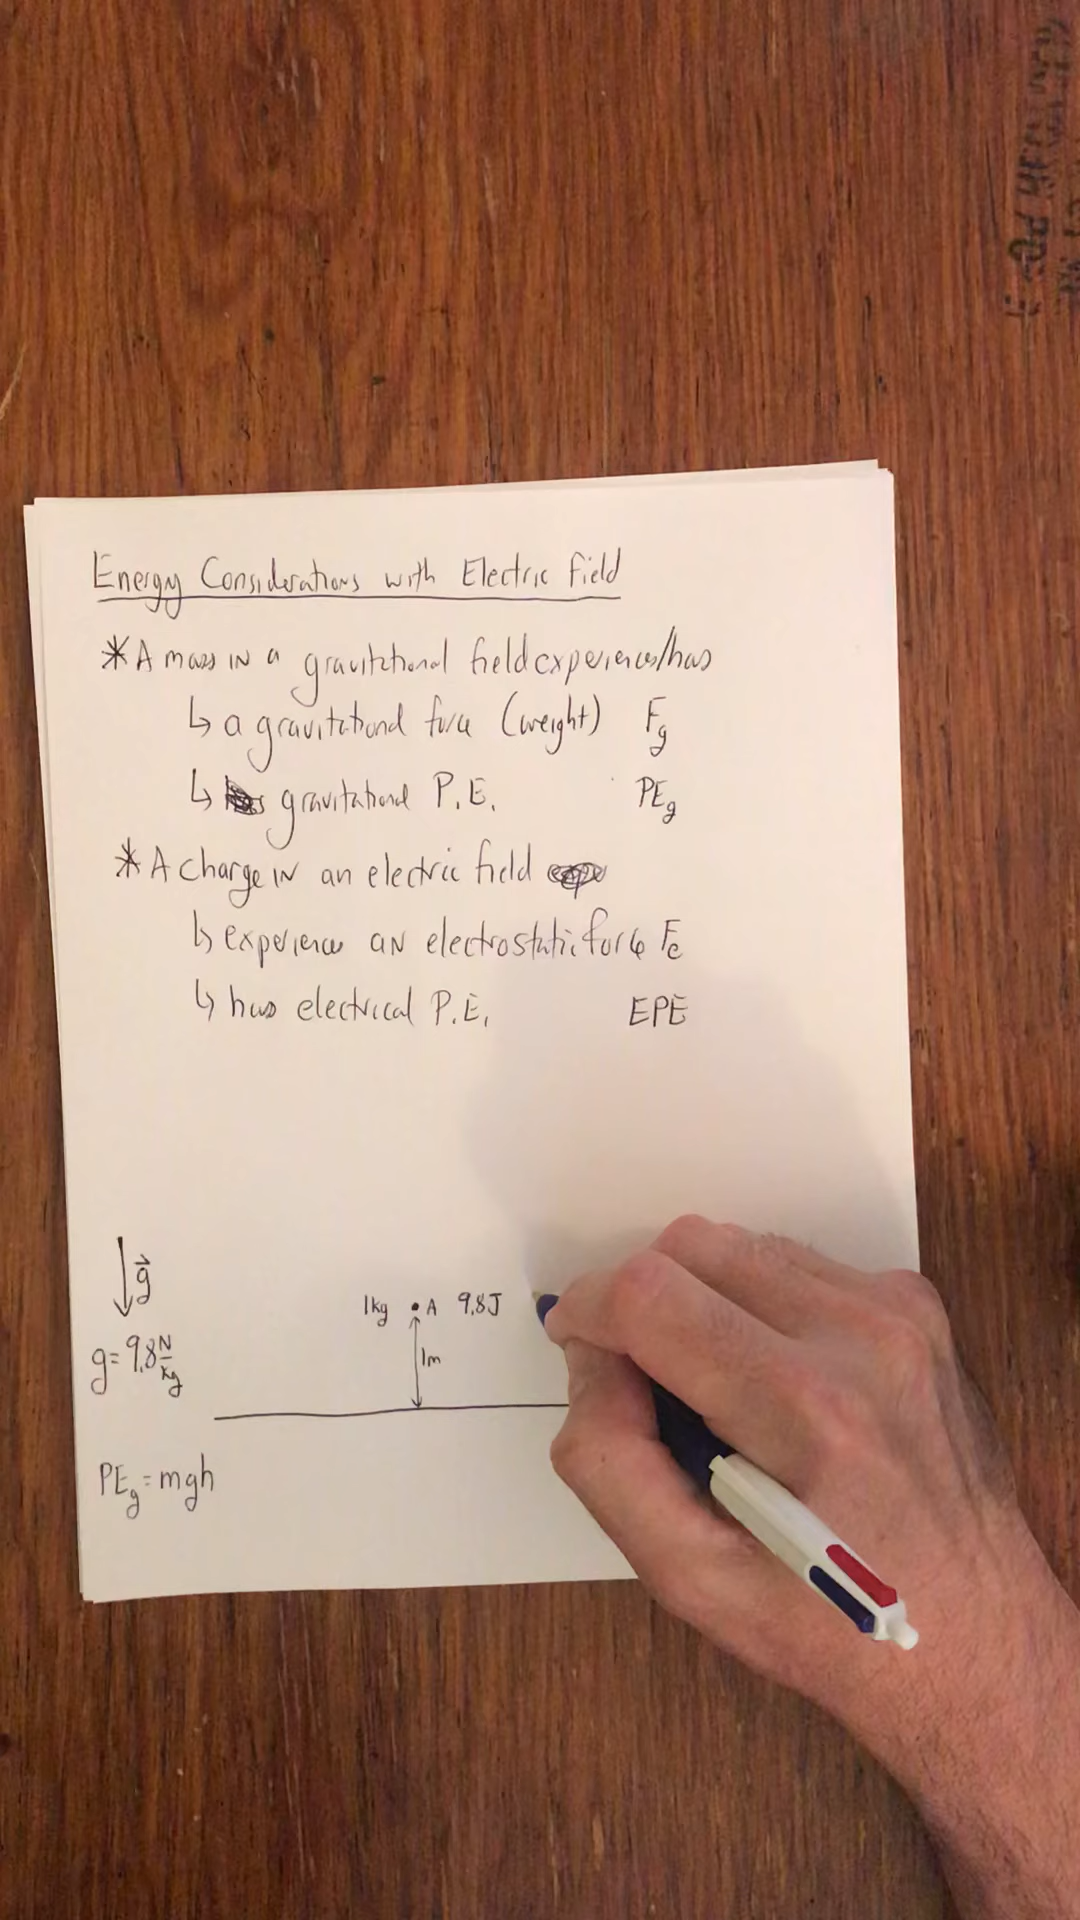 Energy Considerations with Electric Field
* A mass in a gravitational field experiences/has
↳ a gravitational force (weight) Fg
↳ gravitational P.E. PEg
* A charge in an electric field
↳ experience an electrostatic force Fe
↳ has electrical P.E. EPE
g⃗
g = 9.8 N/kg
1kg • A 9.8J
1m
PEg = mgh